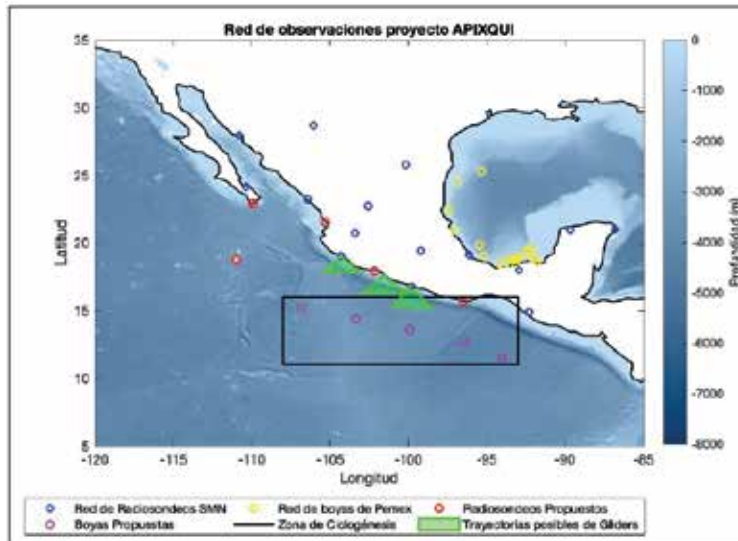 Red de observaciones proyecto APIXQUI
35
30
25
20
15
10
5
Latitud
-120
-115
-110
-105
-100
-95
-90
-85
Longitud
0
-1000
-2000
-3000
-4000
-5000
-6000
-7000
-8000
Profundidad (m)
Red de Radiosondeos SMN
Red de boyas de Pemex
Radiosondeos Propuestos
Boyas Propuestas
Zona de Ciclogénesis
Trayectorias posibles de Gliders